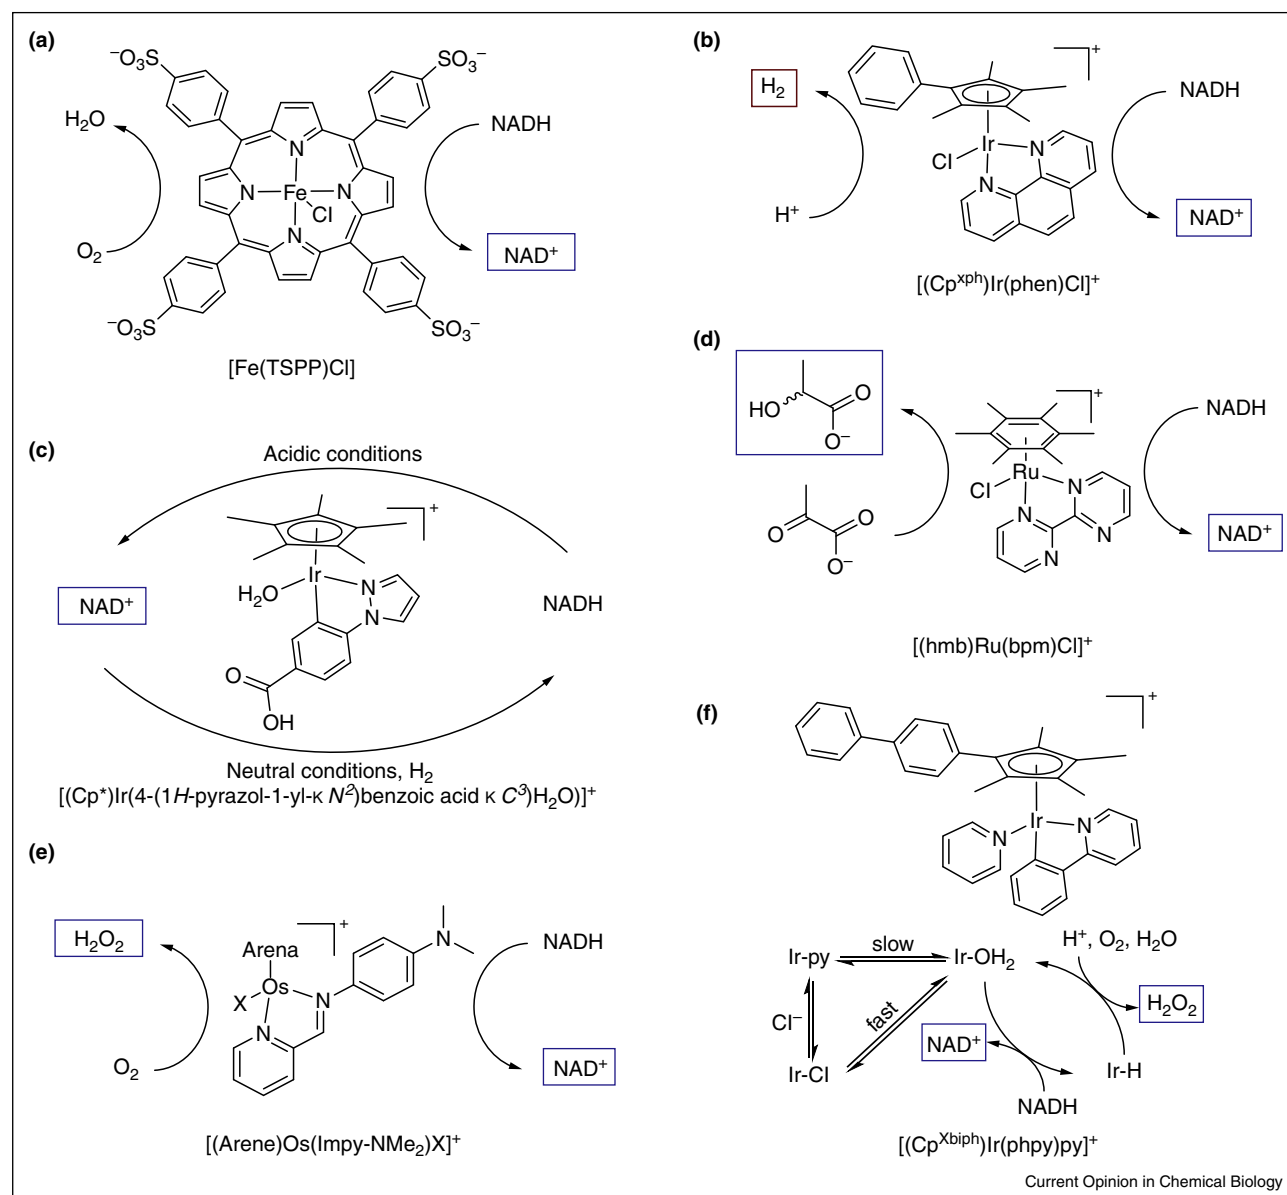 (a)
⁻O₃S
SO₃⁻
H₂O
NADH
N
N
Fe
N
Cl
N
O₂
NAD⁺
⁻O₃S
SO₃⁻
[Fe(TSPP)Cl]
(b)
+
H₂
NADH
Ir
N
Cl
N
H⁺
NAD⁺
[(Cpˣᵖʰ)Ir(phen)Cl]⁺
(c)
Acidic conditions
+
Ir
N
H₂O
N
NAD⁺
NADH
O
OH
Neutral conditions, H₂
[(Cp*)Ir(4-(1H-pyrazol-1-yl-κ N²)benzoic acid κ C³)H₂O)]⁺
(d)
+
HO
O
O⁻
NADH
Ru
Cl
N
N
O
O
O⁻
N
N
NAD⁺
[(hmb)Ru(bpm)Cl]⁺
(e)
+
N
H₂O₂
NADH
Arena
Os
X
N
N
O₂
NAD⁺
[(Arene)Os(Impy-NMe₂)X]⁺
(f)
+
Ir
N
N
Ir-py
slow
Ir-OH₂
H⁺, O₂, H₂O
H₂O₂
Cl⁻
fast
NAD⁺
Ir-Cl
Ir-H
NADH
[(Cpˣᵇⁱᵖʰ)Ir(phpy)py]⁺
Current Opinion in Chemical Biology